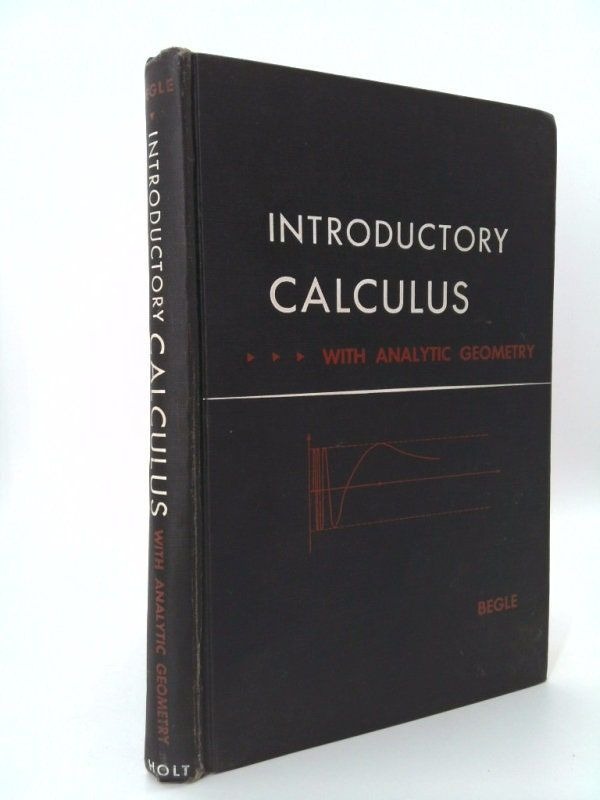 BEGLE
INTRODUCTORY CALCULUS WITH ANALYTIC GEOMETRY
HOLT
INTRODUCTORY
CALCULUS
WITH ANALYTIC GEOMETRY
BEGLE